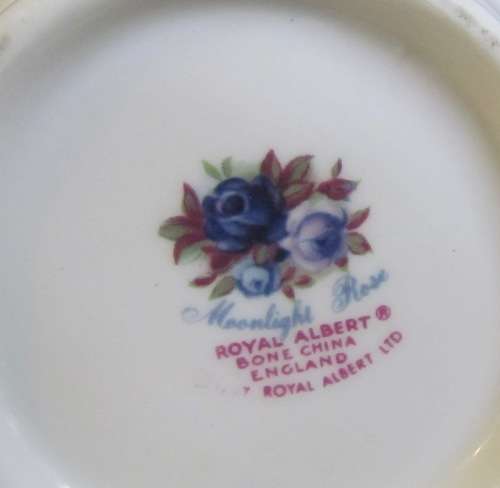 Moonlight Rose
ROYAL ALBERT ®
BONE CHINA
ENGLAND
ROYAL ALBERT LTD